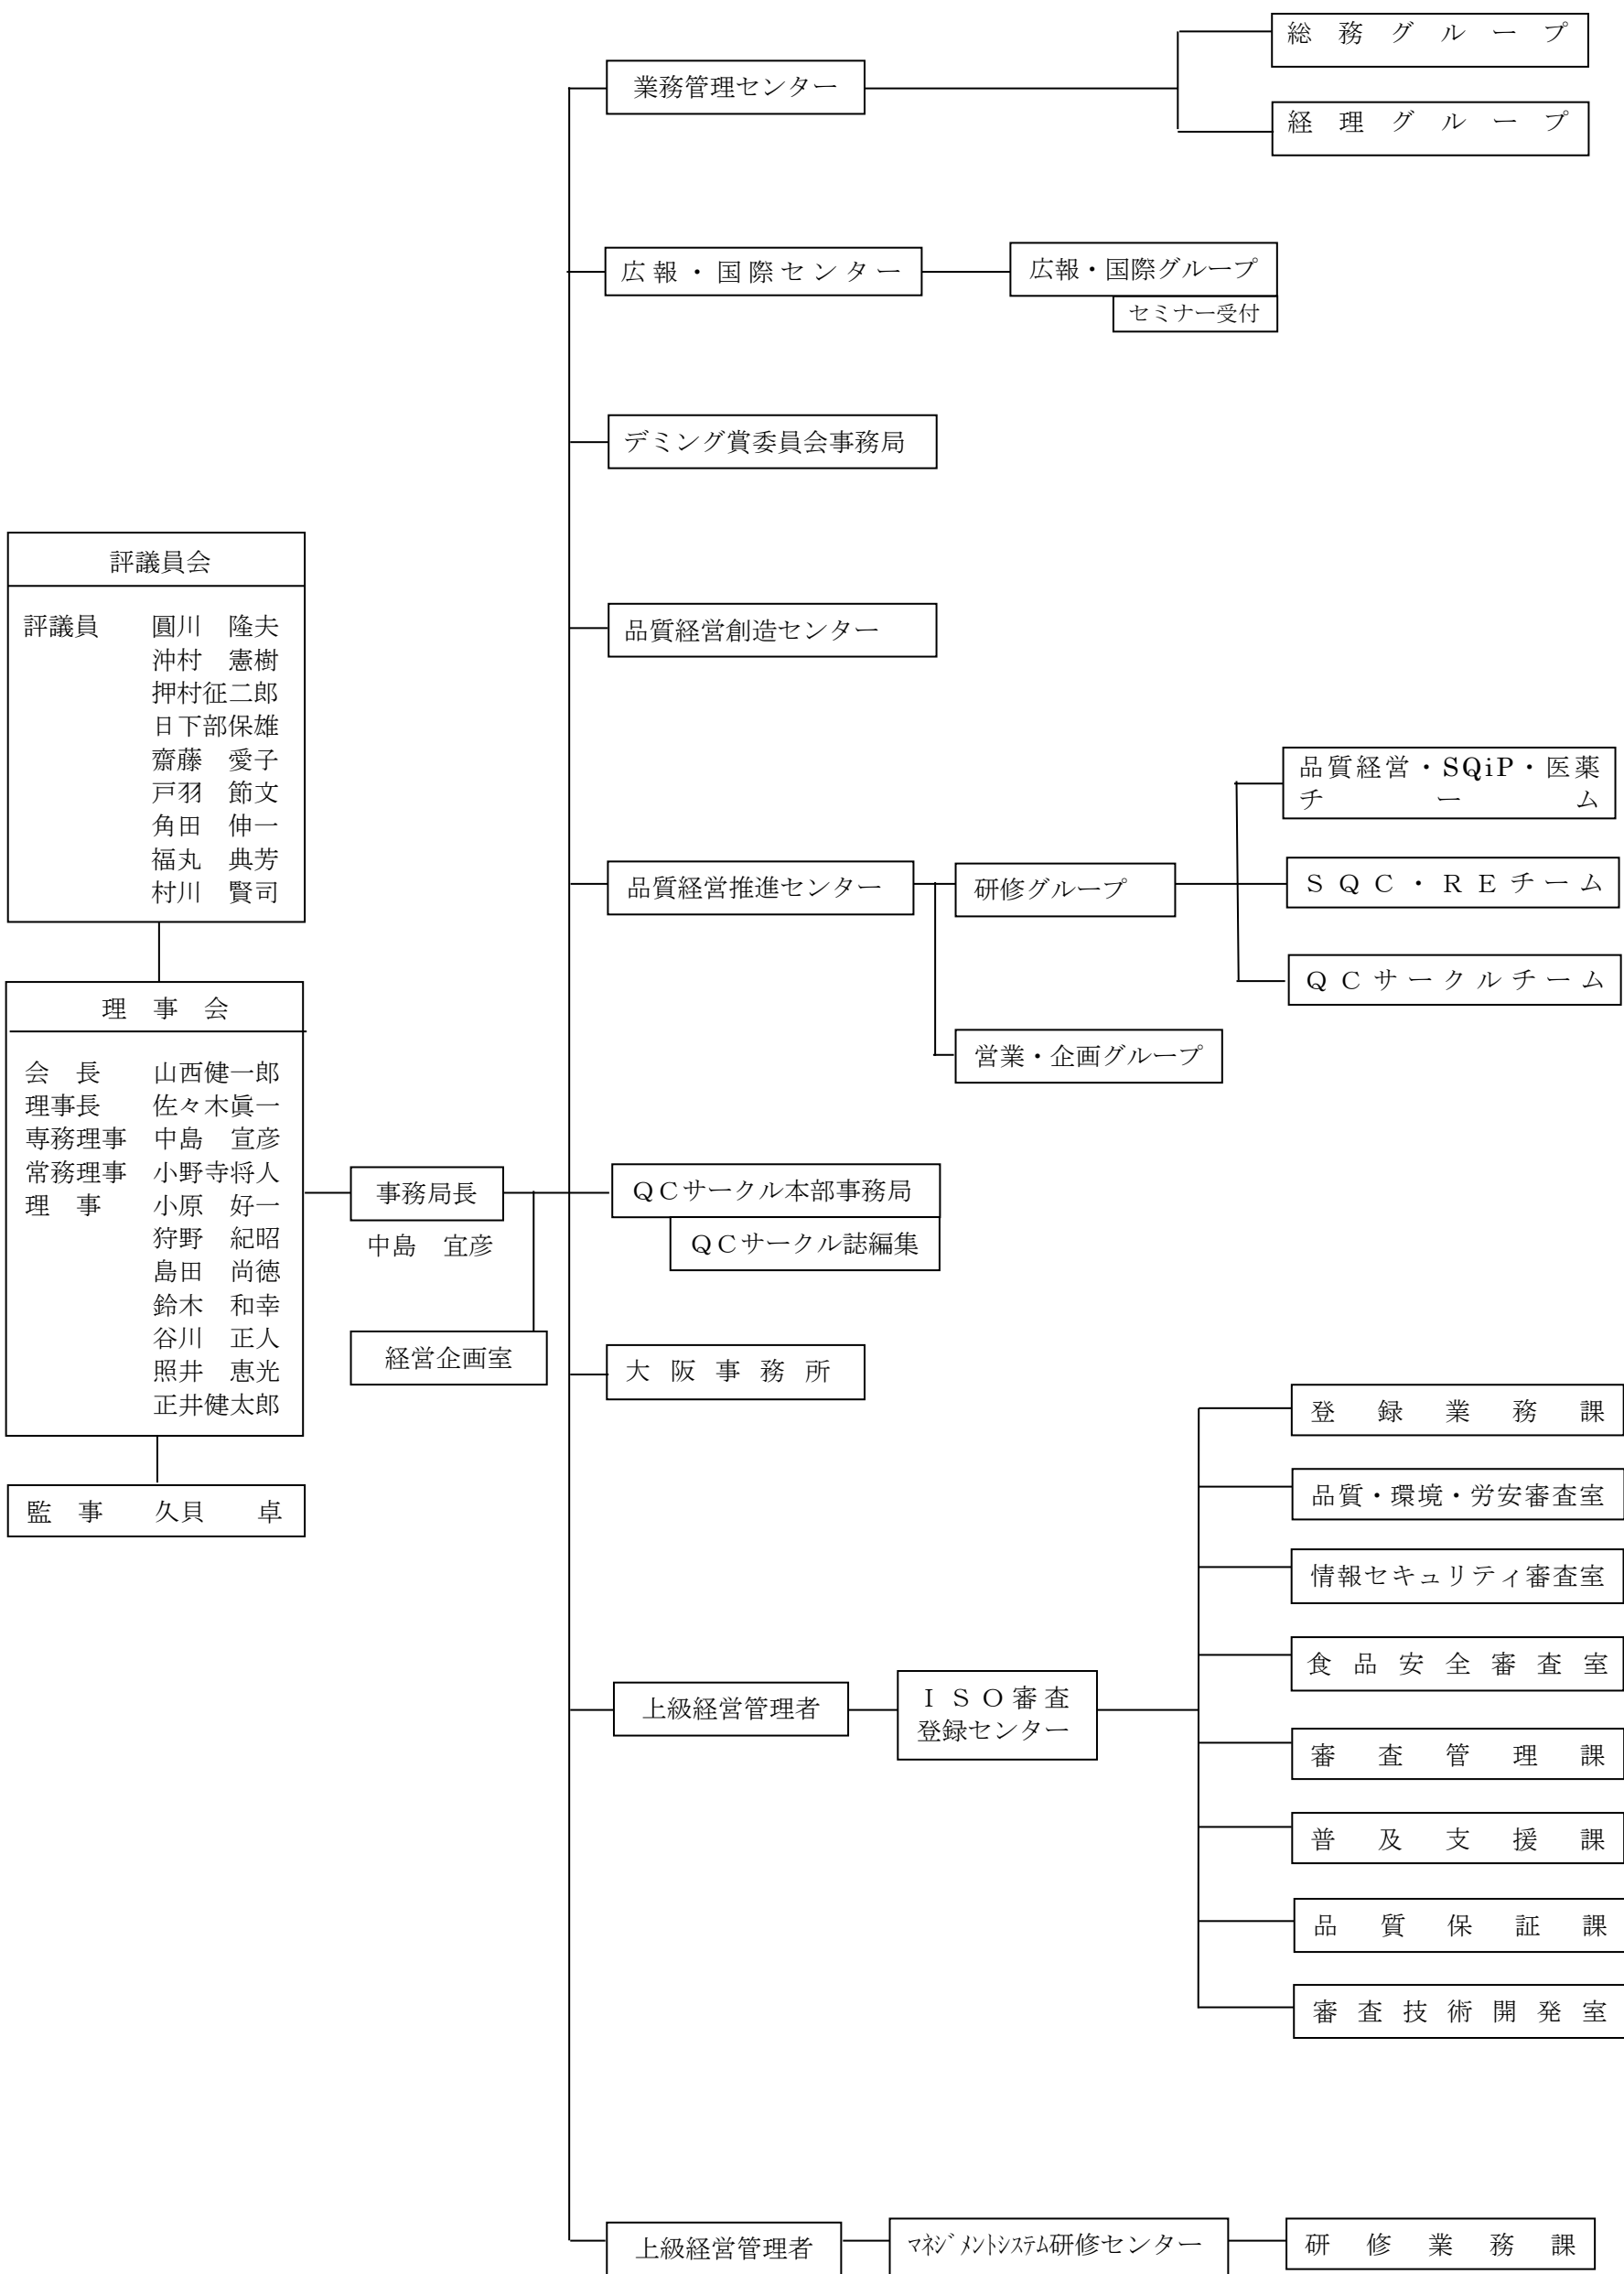 総務グループ
業務管理センター
経理グループ
広報・国際センター
広報・国際グループ
セミナー受付
デミング賞委員会事務局
品質経営創造センター
品質経営推進センター
研修グループ
品質経営・SQiP・医薬
チーム
SQC・REチーム
QCサークルチーム
営業・企画グループ
評議員会
評議員 圓川 隆夫
沖村 憲樹
押村征二郎
日下部保雄
齋藤 愛子
戸羽 節文
角田 伸一
福丸 典芳
村川 賢司
理事会
会長 山西健一郎
理事長 佐々木眞一
専務理事 中島 宣彦
常務理事 小野寺将人
理事 小原 好一
狩野 紀昭
島田 尚徳
鈴木 和幸
谷川 正人
照井 恵光
正井健太郎
監事 久貝 卓
事務局長
中島 宣彦
経営企画室
QCサークル本部事務局
QCサークル誌編集
大阪事務所
上級経営管理者
ISO審査
登録センター
登録業務課
品質・環境・労安審査室
情報セキュリティ審査室
食品安全審査室
審査管理課
普及支援課
品質保証課
審査技術開発室
上級経営管理者
マネジメントシステム研修センター
研修業務課